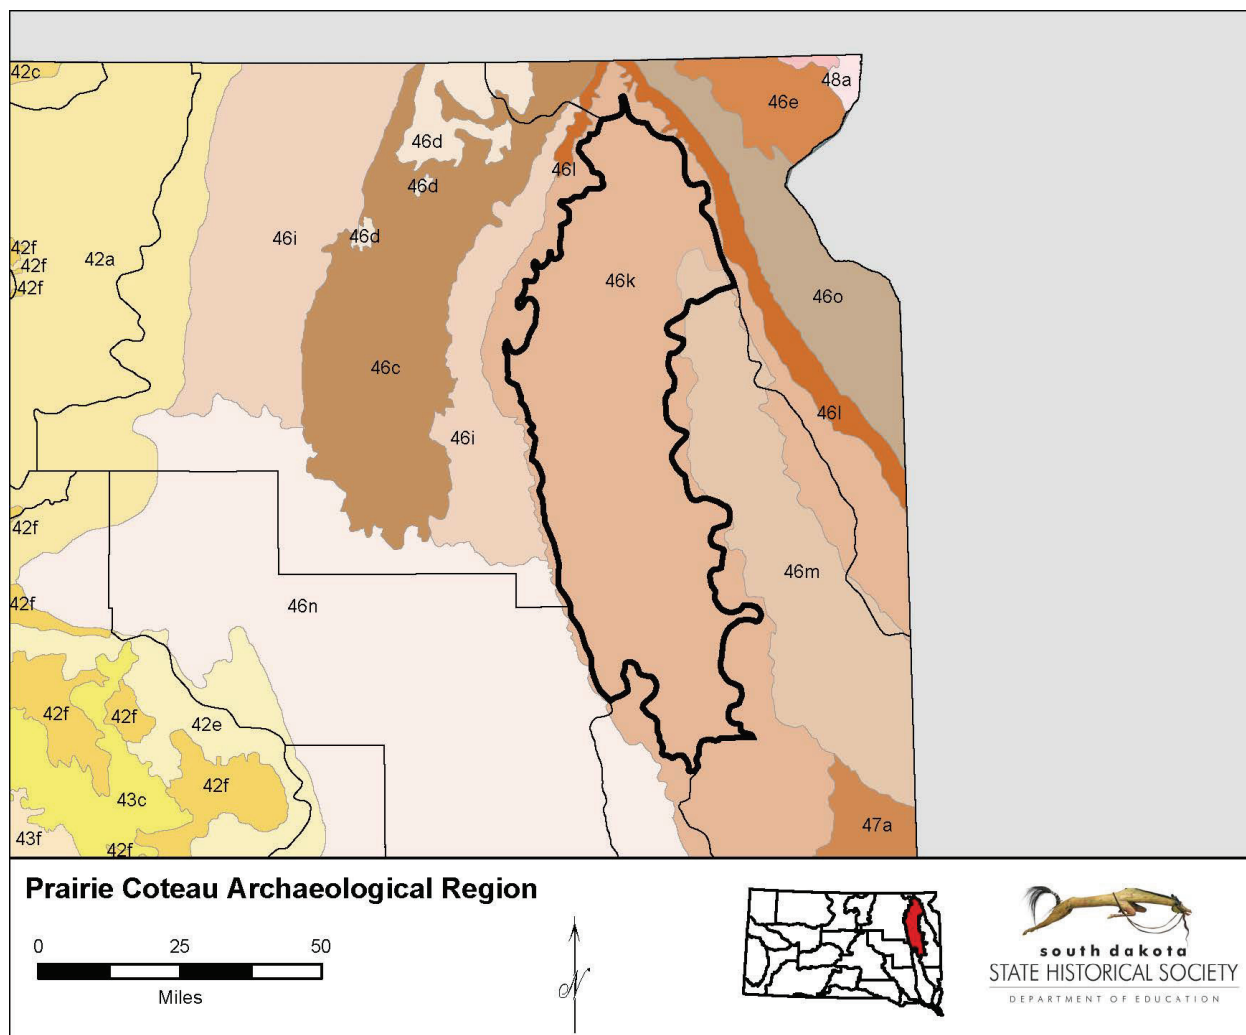 42c
48a
46e
46d
46l
46d
46i
46d
42f
42a
42f
42f
46k
46o
46c
46l
46i
42f
46m
42f
46n
42f
42f
42e
42f
43c
43f
42f
47a
Prairie Coteau Archaeological Region
0 25 50
Miles
N
south dakota
STATE HISTORICAL SOCIETY
DEPARTMENT OF EDUCATION